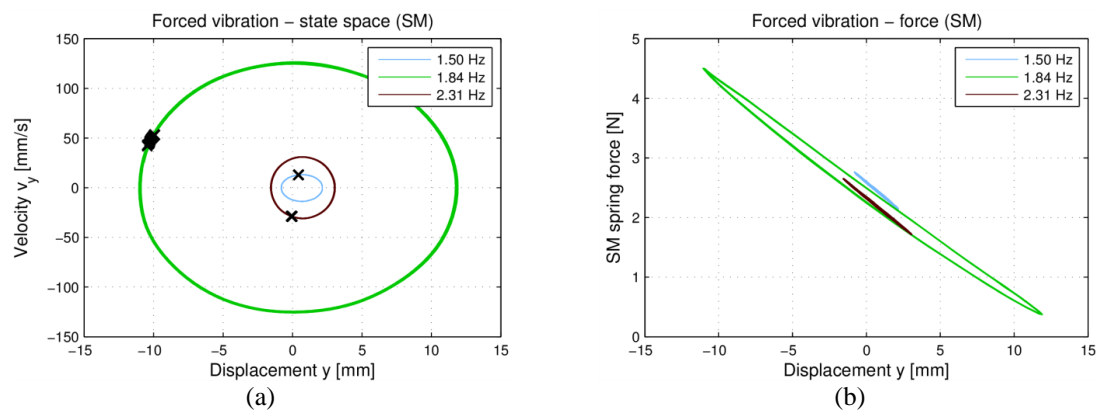 Forced vibration − state space (SM)
150
100
50
0
−50
−100
−150
−15
−10
−5
0
5
10
15
Velocity v_y [mm/s]
Displacement y [mm]
1.50 Hz
1.84 Hz
2.31 Hz
(a)
Forced vibration − force (SM)
5
4
3
2
1
0
−15
−10
−5
0
5
10
15
SM spring force [N]
Displacement y [mm]
1.50 Hz
1.84 Hz
2.31 Hz
(b)